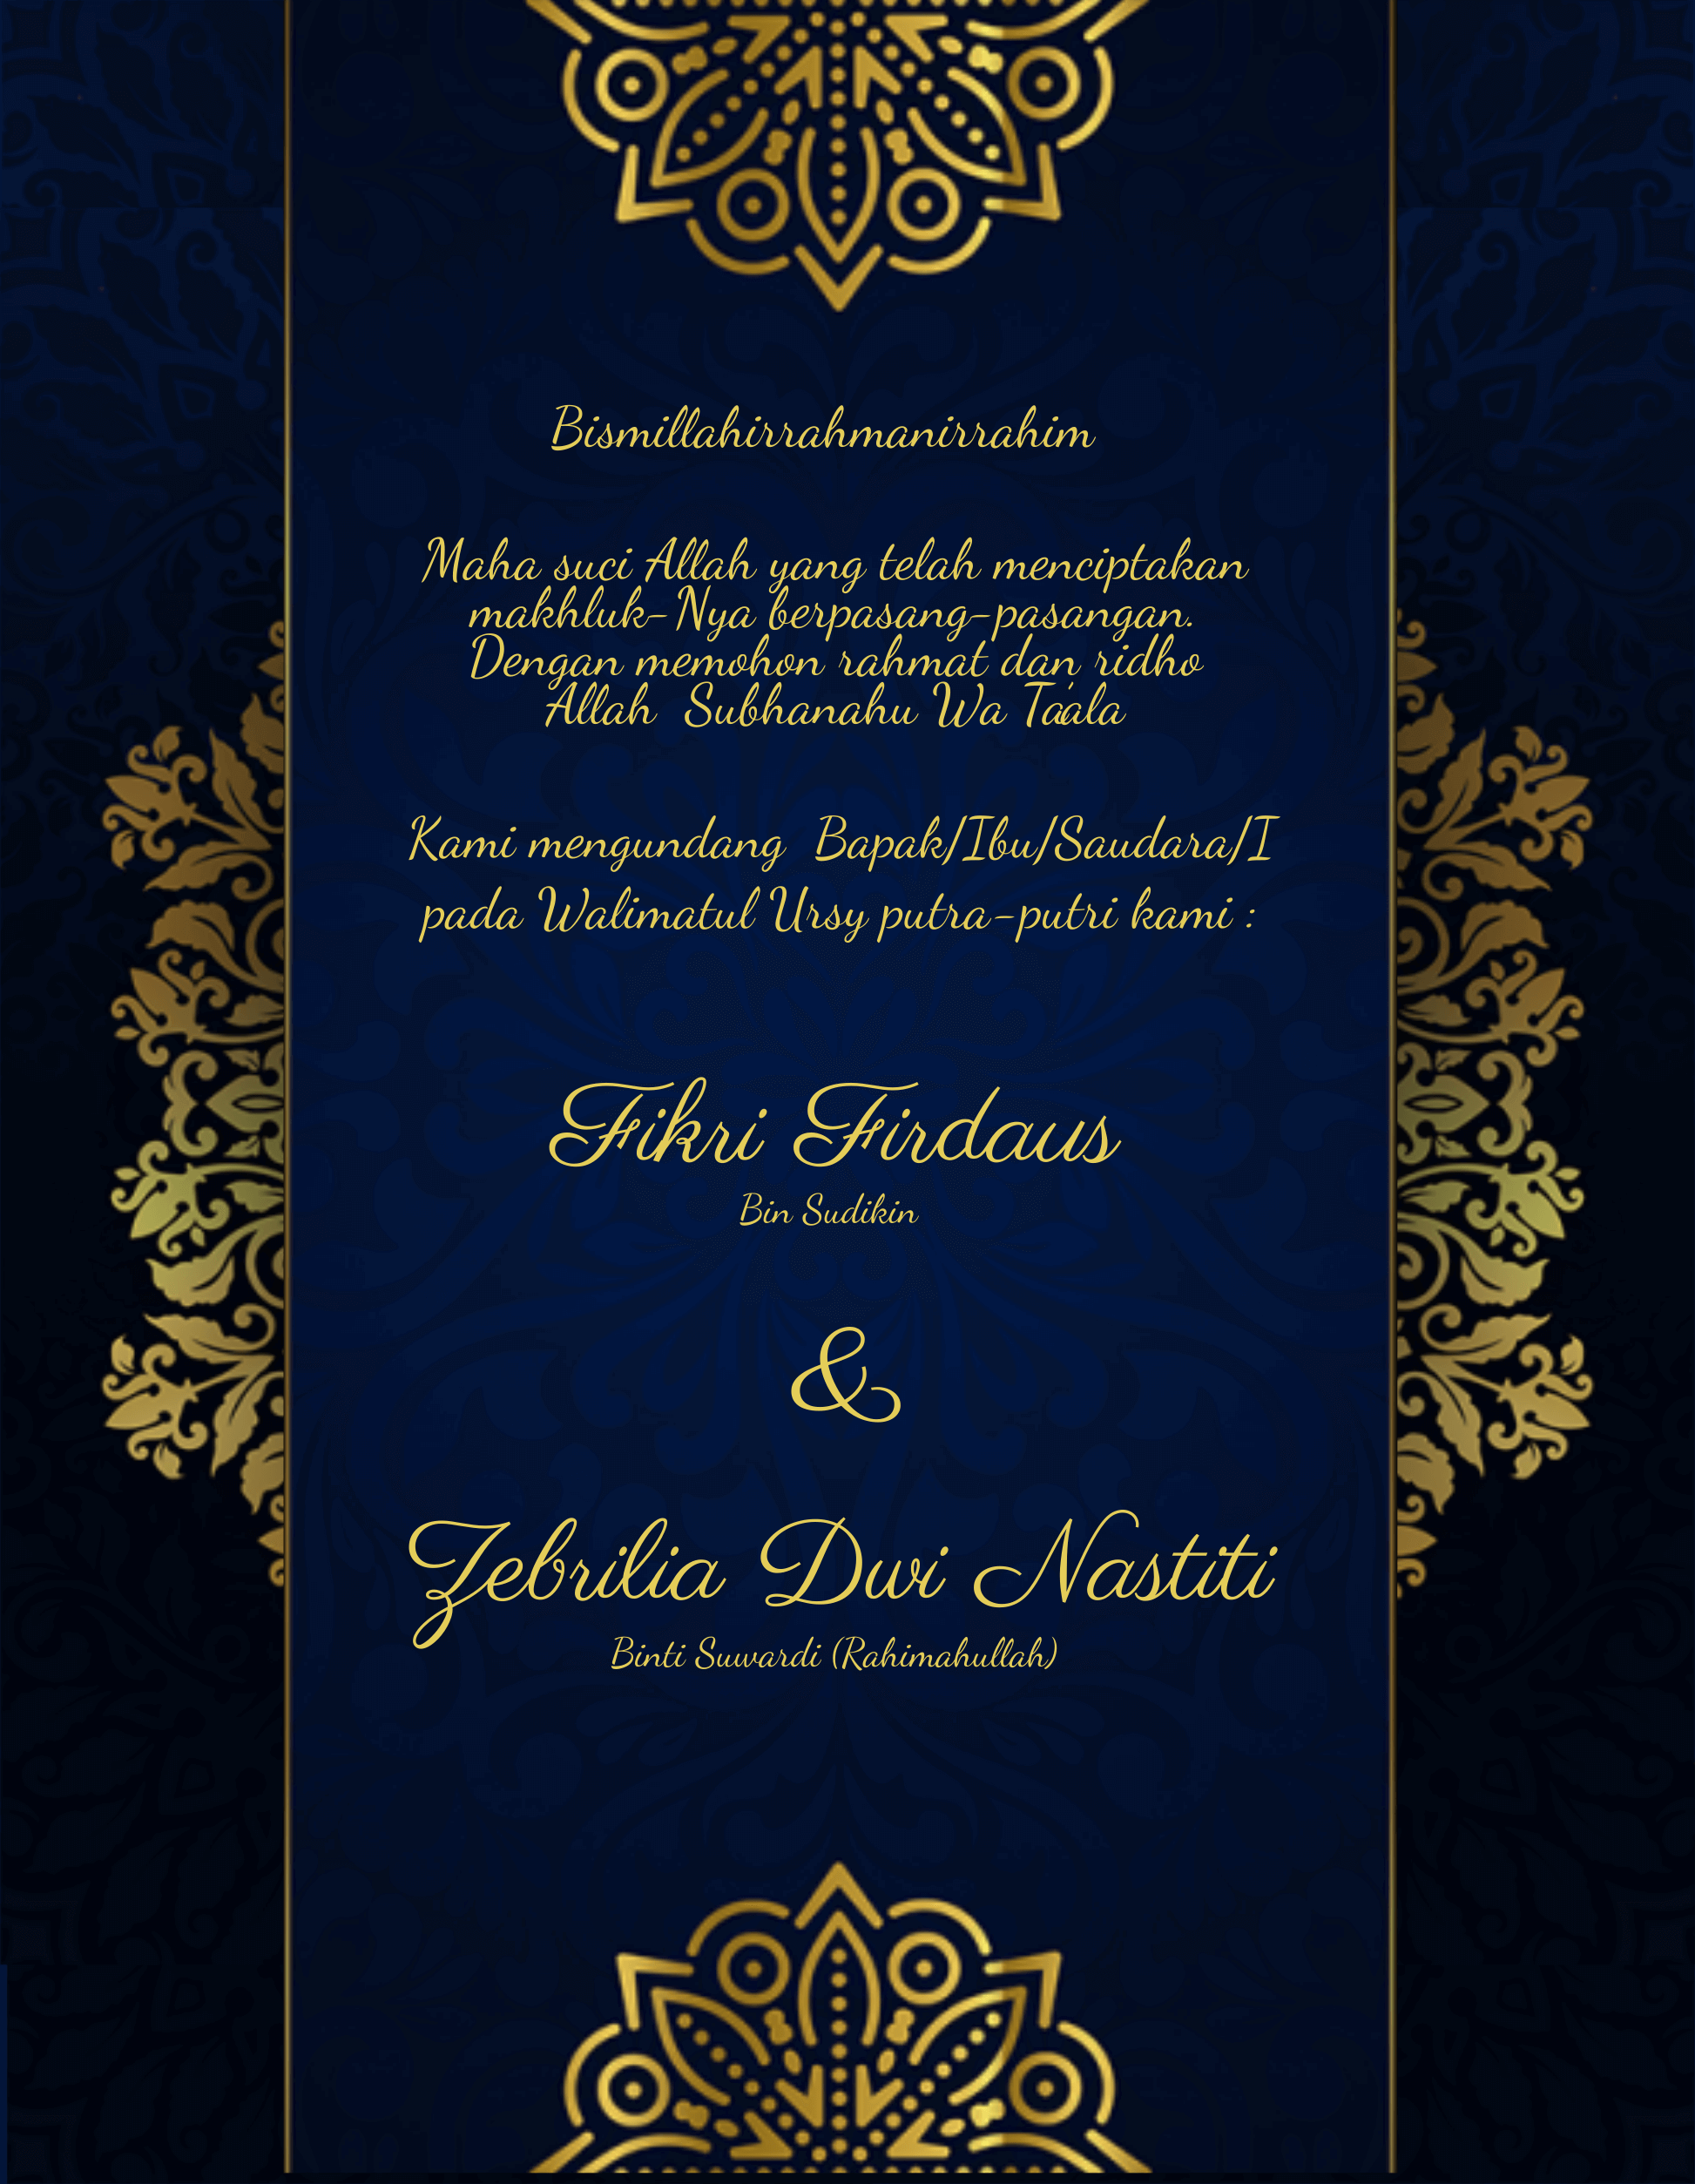 Bismillahirrahmanirrahim
Maha suci Allah yang telah menciptakan
makhluk-Nya berpasang-pasangan.
Dengan memohon rahmat dan ridho
Allah Subhanahu Wa Ta'ala
Kami mengundang Bapak/Ibu/Saudara/I
pada Walimatul Ursy putra-putri kami :
Fikri Firdaus
Bin Sudikin
&
Zebrilia Dwi Nastiti
Binti Suwardi (Rahimahullah)